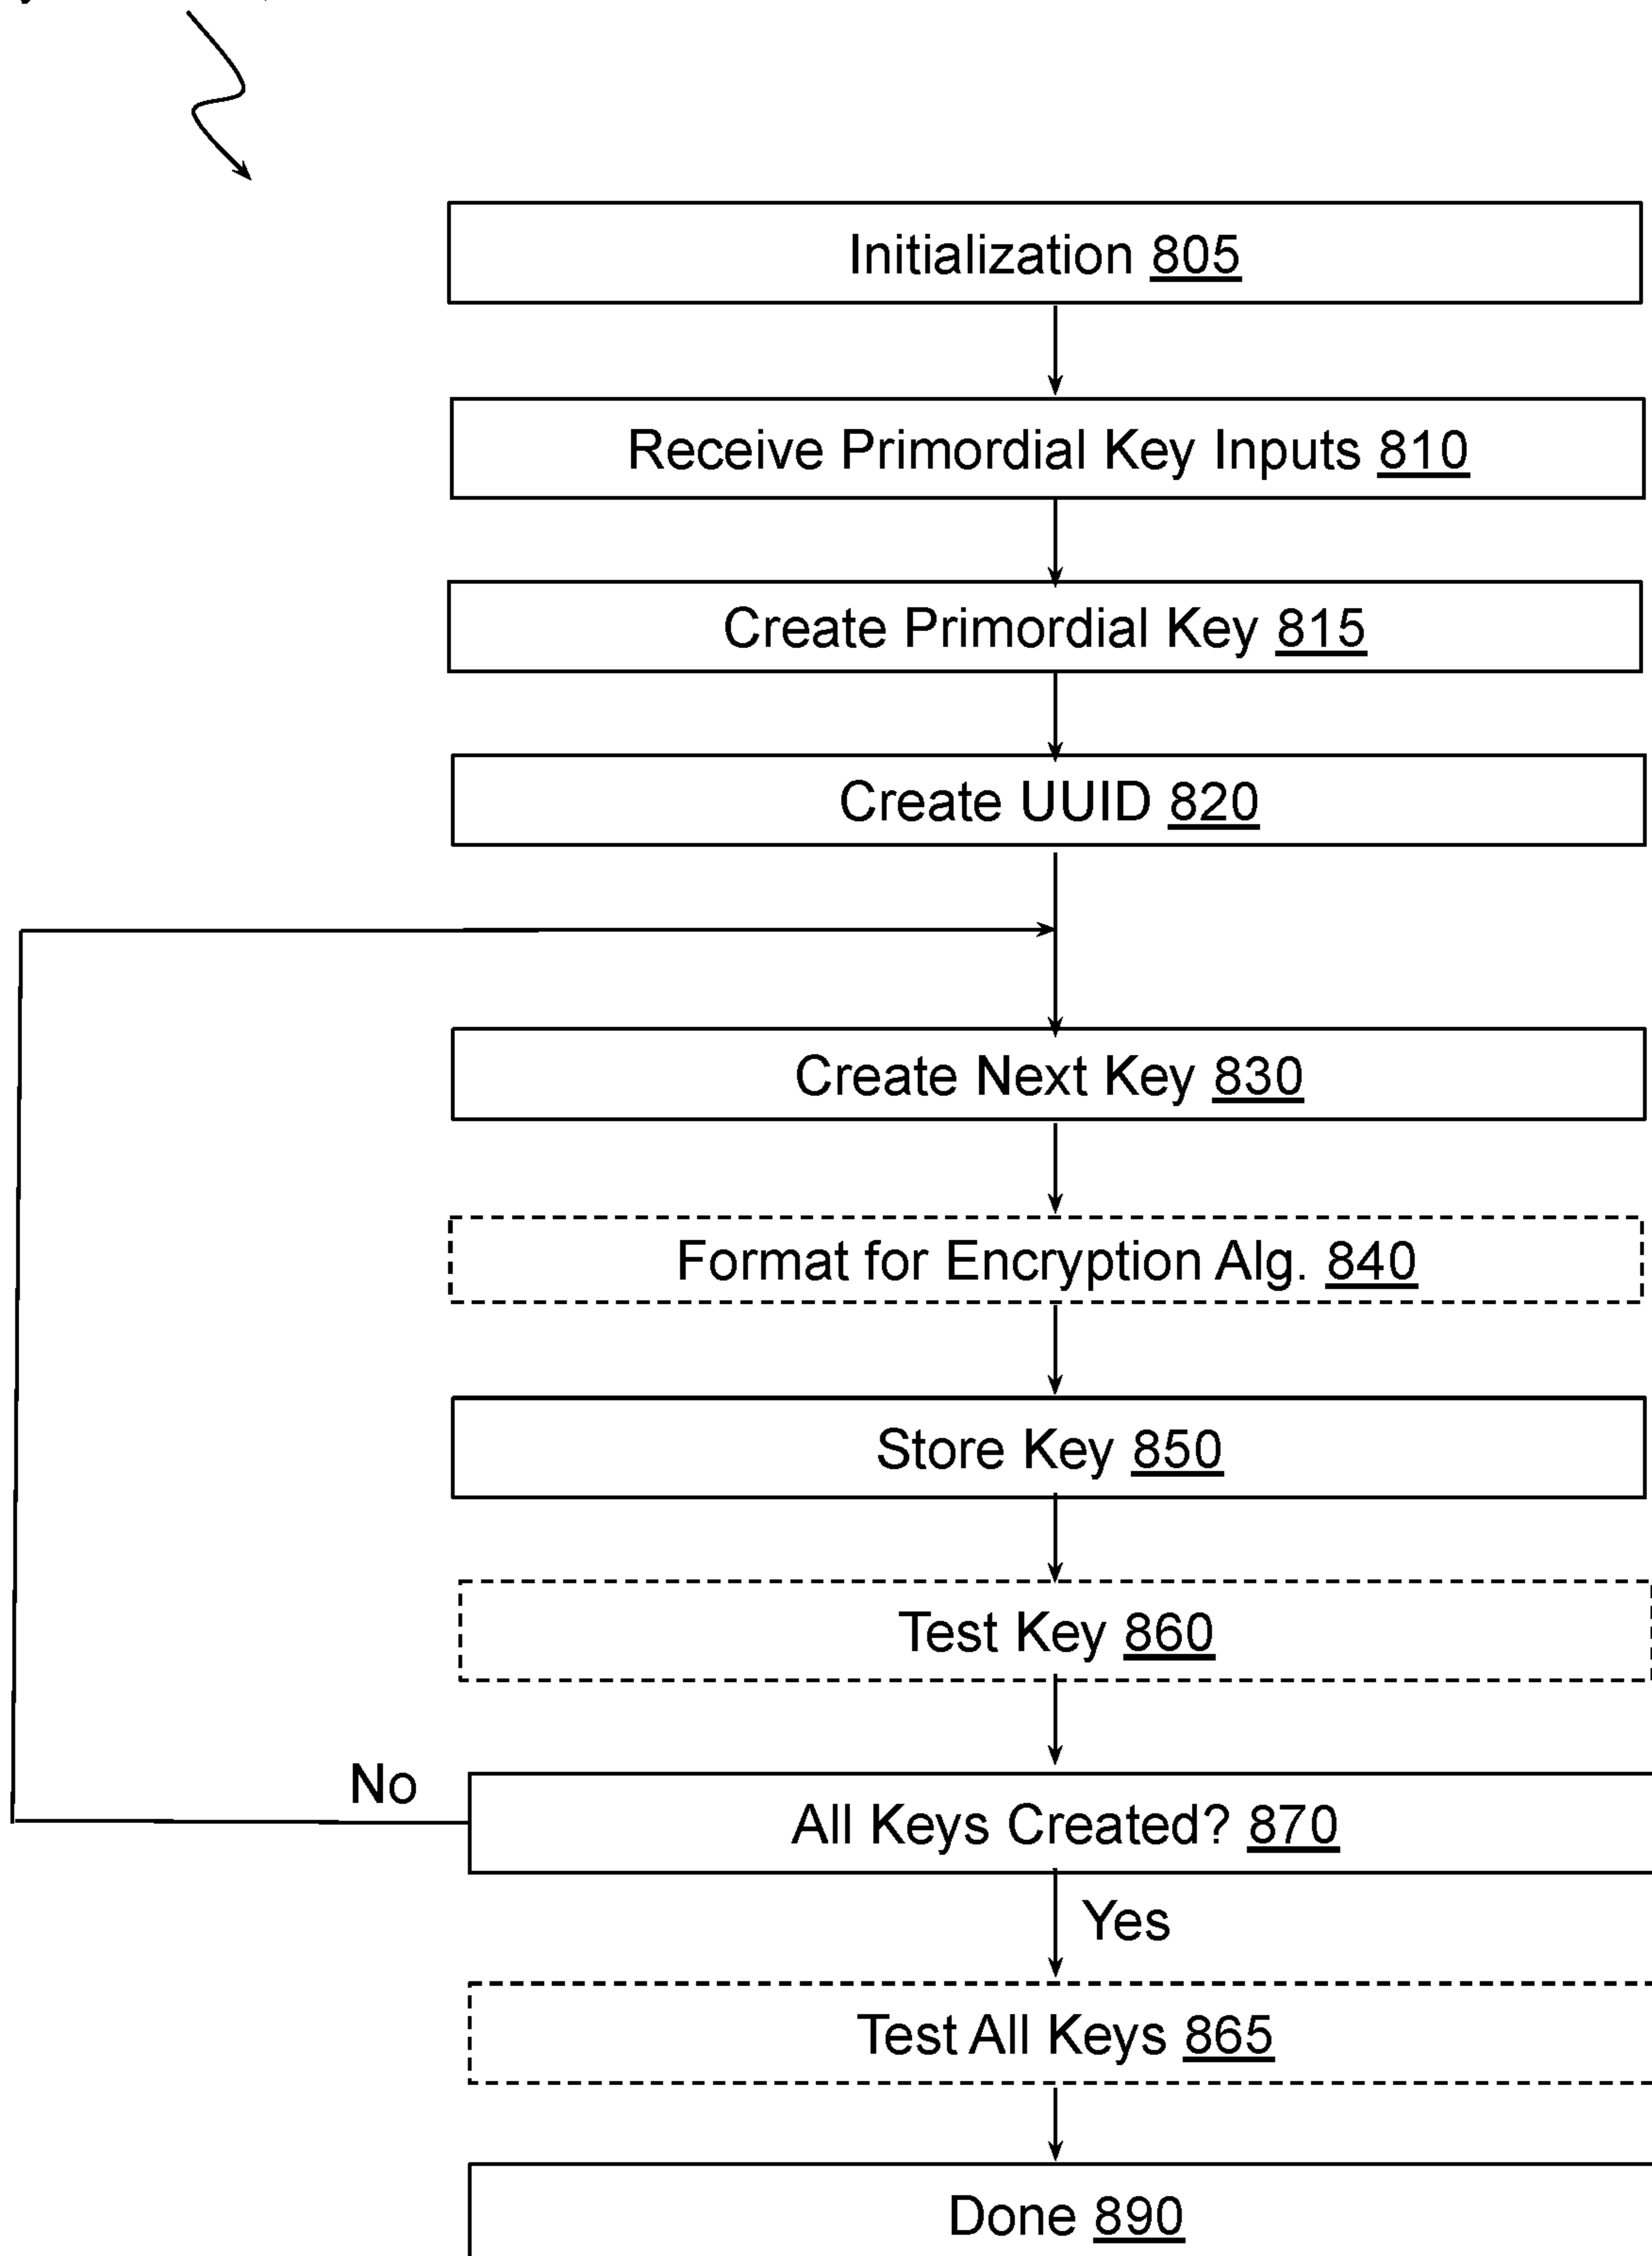 Initialization 805
Receive Primordial Key Inputs 810
Create Primordial Key 815
Create UUID 820
Create Next Key 830
Format for Encryption Alg. 840
Store Key 850
Test Key 860
No
All Keys Created? 870
Yes
Test All Keys 865
Done 890